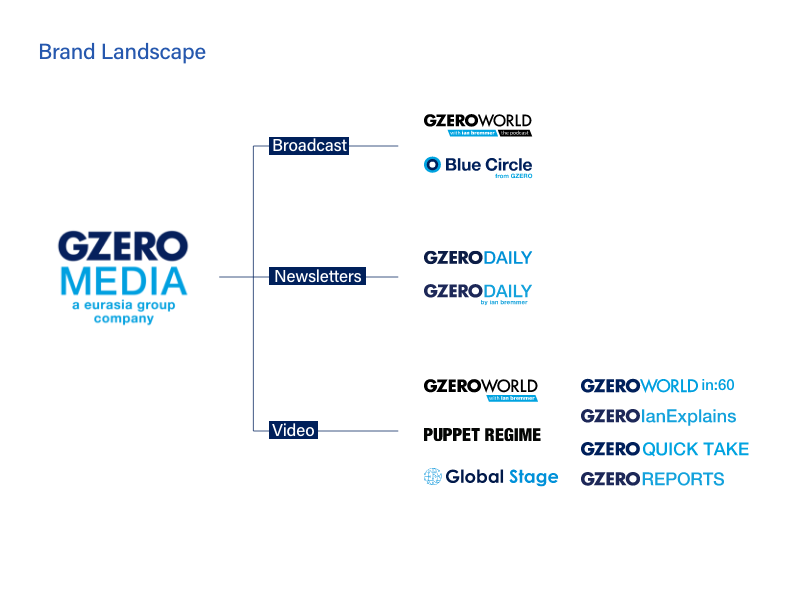 Brand Landscape
GZERO
MEDIA
a eurasia group
company
Broadcast
GZEROWORLD
with ian bremmer the podcast
Blue Circle
from GZERO
Newsletters
GZERODAILY
GZERODAILY
by ian bremmer
Video
GZEROWORLD
with ian bremmer
PUPPET REGIME
Global Stage
GZEROWORLD in:60
GZEROIanExplains
GZERO QUICK TAKE
GZEROREPORTS